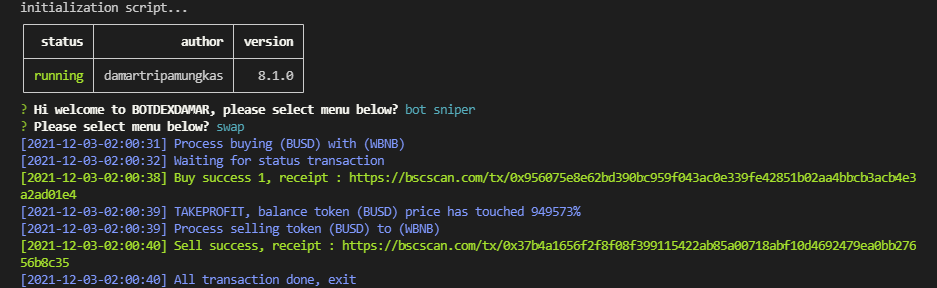 initialization script...
status author version
running damartripamungkas 8.1.0
? Hi welcome to BOTDEXDAMAR, please select menu below? bot sniper
? Please select menu below? swap
[2021-12-03-02:00:31] Process buying (BUSD) with (WBNB)
[2021-12-03-02:00:32] Waiting for status transaction
[2021-12-03-02:00:38] Buy success 1, receipt : https://bscscan.com/tx/0x956075e8e62bd390bc959f043ac0e339fe42851b02aa4bbcb3acb4e3
a2ad01e4
[2021-12-03-02:00:39] TAKEPROFIT, balance token (BUSD) price has touched 949573%
[2021-12-03-02:00:39] Process selling token (BUSD) to (WBNB)
[2021-12-03-02:00:40] Sell success, receipt : https://bscscan.com/tx/0x37b4a1656f2f8f08f399115422ab85a00718abf10d4692479ea0bb276
56b8c35
[2021-12-03-02:00:40] All transaction done, exit